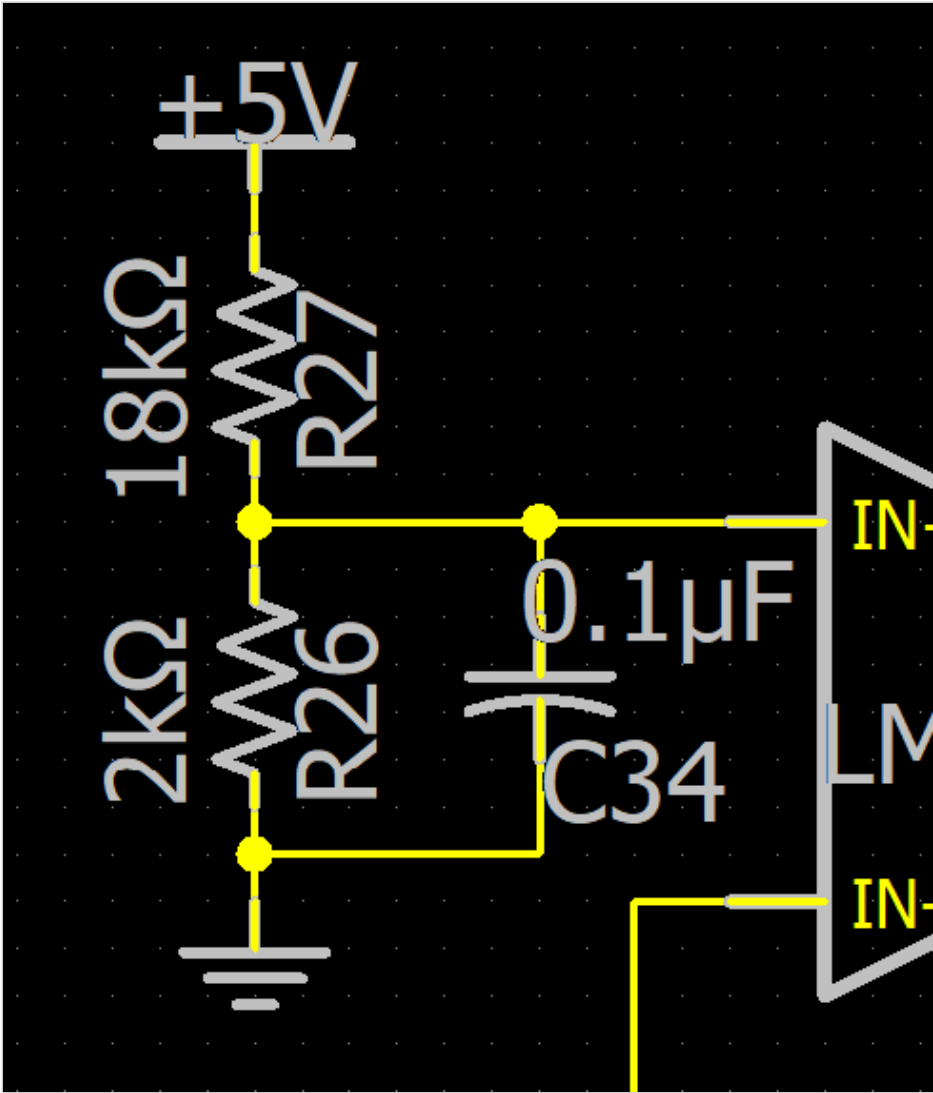 +5V
18kΩ
R27
IN-
0.1µF
2kΩ
R26
LM
C34
IN-